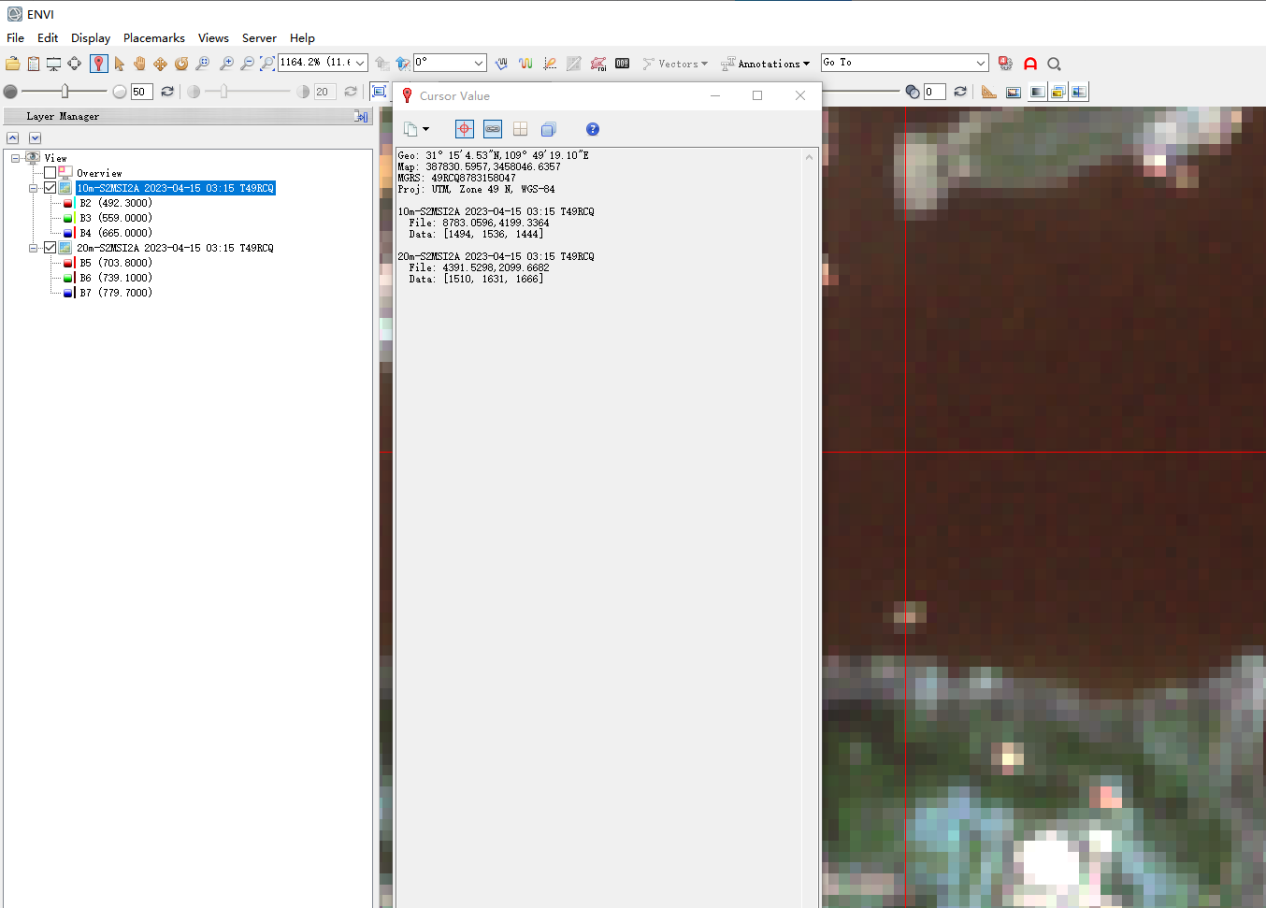 ENVI
File Edit Display Placemarks Views Server Help
0° Vectors Annotations Go To
50 20 0
Layer Manager
View
Overview
10m-S2MSI2A 2023-04-15 03:15 T49RCQ
B2 (492.3000)
B3 (559.0000)
B4 (665.0000)
20m-S2MSI2A 2023-04-15 03:15 T49RCQ
B5 (703.8000)
B6 (739.1000)
B7 (779.7000)
Cursor Value
Geo: 31° 15'4.53"N,109° 49'19.10"E
Map: 387830.5957,3458046.6357
MGRS: 49RCQ8783158047
Proj: UTM, Zone 49 N, WGS-84
10m-S2MSI2A 2023-04-15 03:15 T49RCQ
File: 8783.0596,4199.3364
Data: [1494, 1536, 1444]
20m-S2MSI2A 2023-04-15 03:15 T49RCQ
File: 4391.5298,2099.6682
Data: [1510, 1631, 1666]